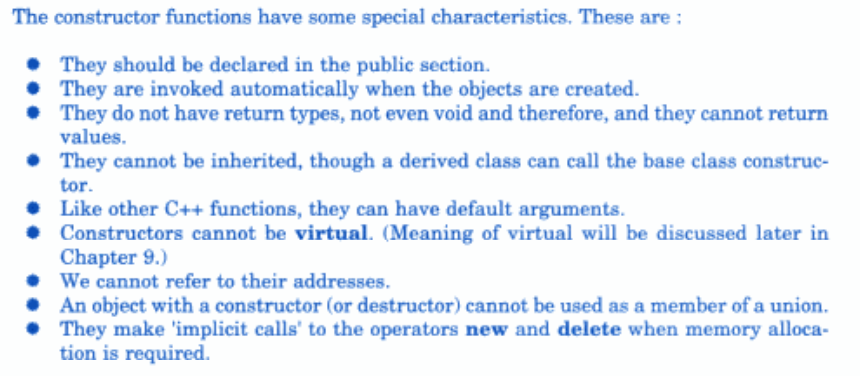 The constructor functions have some special characteristics. These are :
● They should be declared in the public section.
● They are invoked automatically when the objects are created.
● They do not have return types, not even void and therefore, and they cannot return
values.
● They cannot be inherited, though a derived class can call the base class construc-
tor.
● Like other C++ functions, they can have default arguments.
● Constructors cannot be virtual. (Meaning of virtual will be discussed later in
Chapter 9.)
● We cannot refer to their addresses.
● An object with a constructor (or destructor) cannot be used as a member of a union.
● They make 'implicit calls' to the operators new and delete when memory alloca-
tion is required.